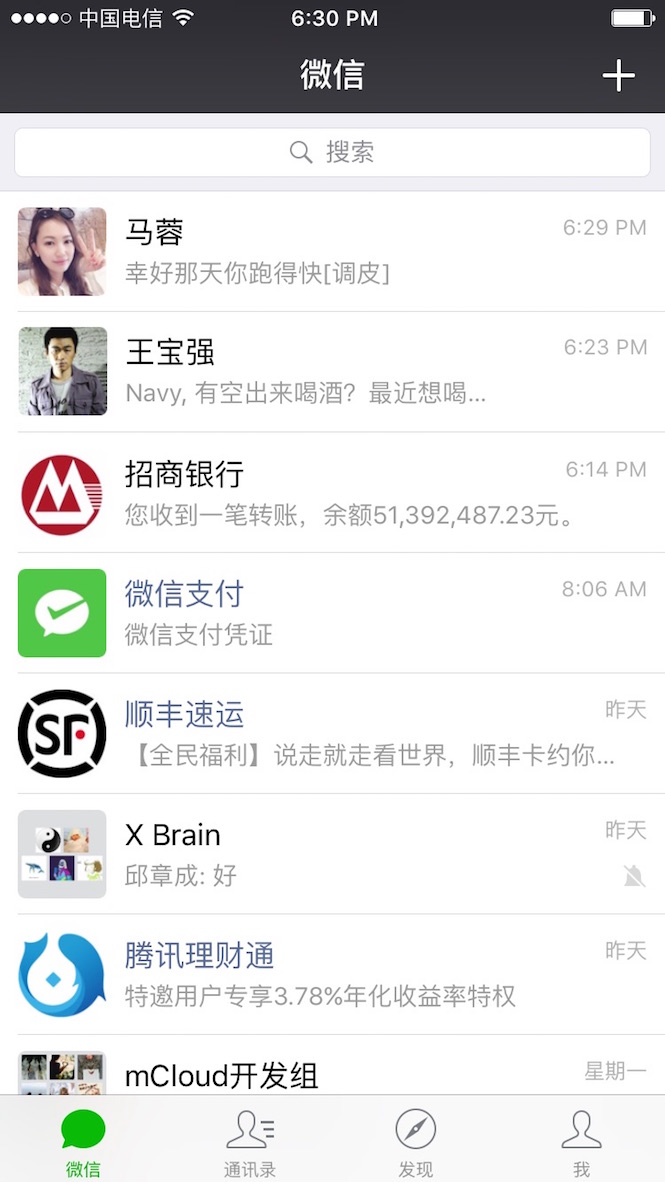 中国电信 6:30 PM
微信
搜索
马蓉 6:29 PM
幸好那天你跑得快[调皮]
王宝强 6:23 PM
Navy, 有空出来喝酒？最近想喝...
招商银行 6:14 PM
您收到一笔转账，余额51,392,487.23元。
微信支付 8:06 AM
微信支付凭证
SF
顺丰速运 昨天
【全民福利】说走就走看世界，顺丰卡约你...
X Brain 昨天
邱章成: 好
腾讯理财通 昨天
特邀用户专享3.78%年化收益率特权
mCloud开发组 星期一
微信 通讯录 发现 我